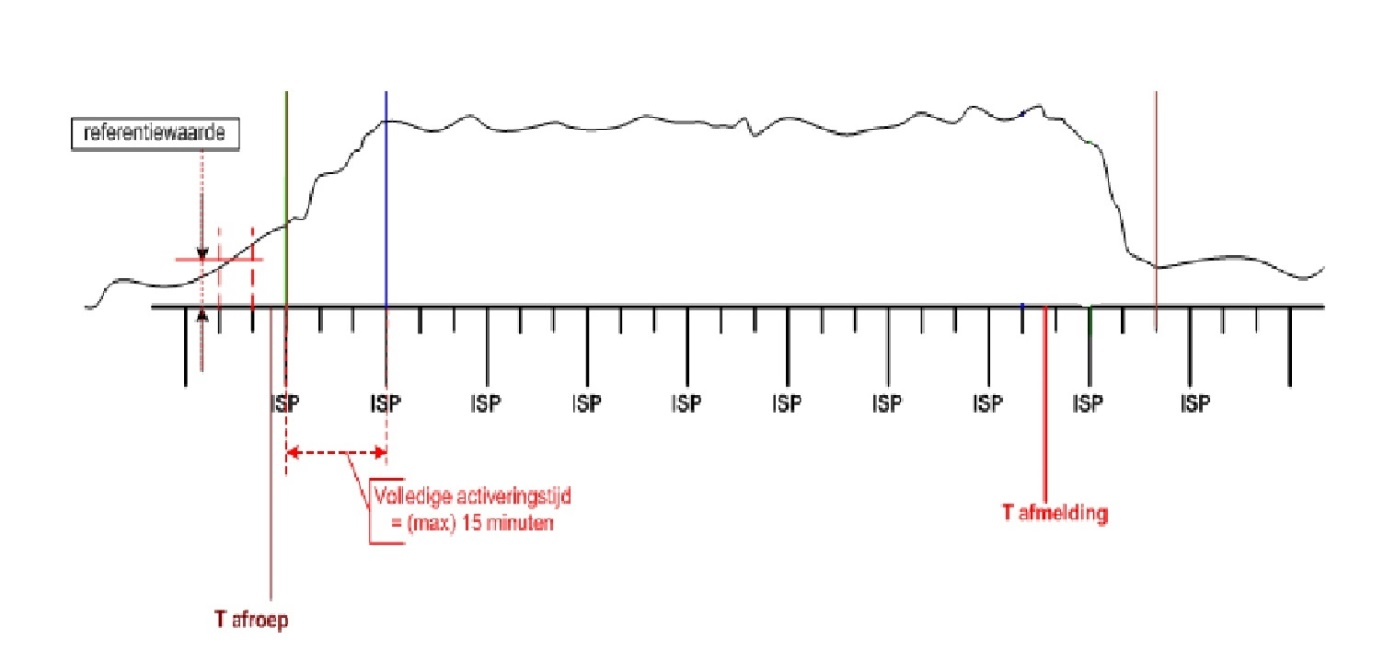 referentiewaarde
ISP ISP ISP ISP ISP ISP ISP ISP ISP ISP
Volledige activeringstijd
= (max) 15 minuten
T afmelding
T afroep